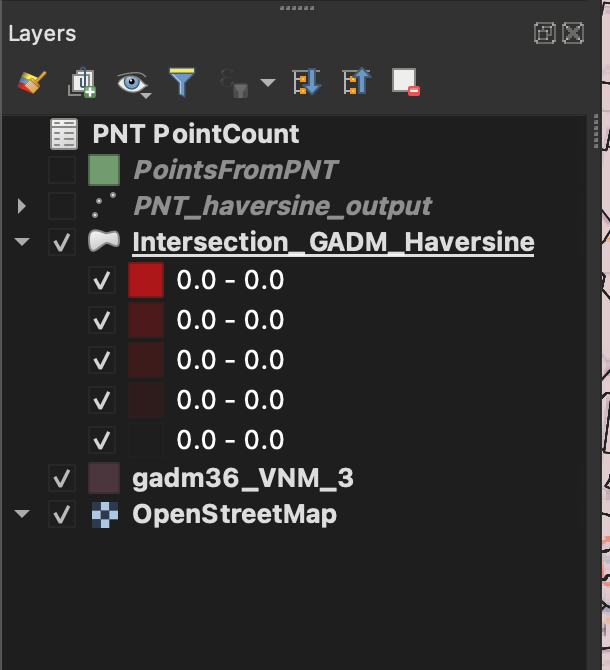 Layers
PNT PointCount
PointsFromPNT
PNT_haversine_output
Intersection_GADM_Haversine
0.0 - 0.0
0.0 - 0.0
0.0 - 0.0
0.0 - 0.0
0.0 - 0.0
gadm36_VNM_3
OpenStreetMap